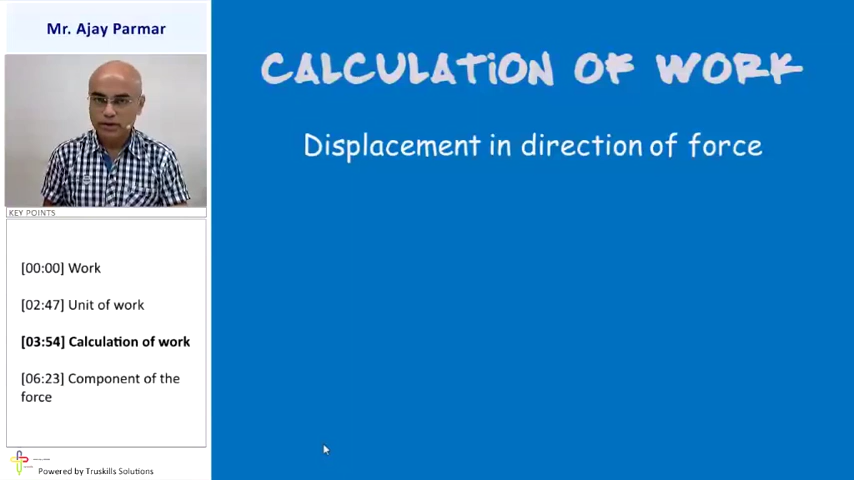 Mr. Ajay Parmar
KEY POINTS
[00:00] Work
[02:47] Unit of work
[03:54] Calculation of work
[06:23] Component of the
force
Powered by Truskills Solutions
CALCULATION OF WORK
Displacement in direction of force